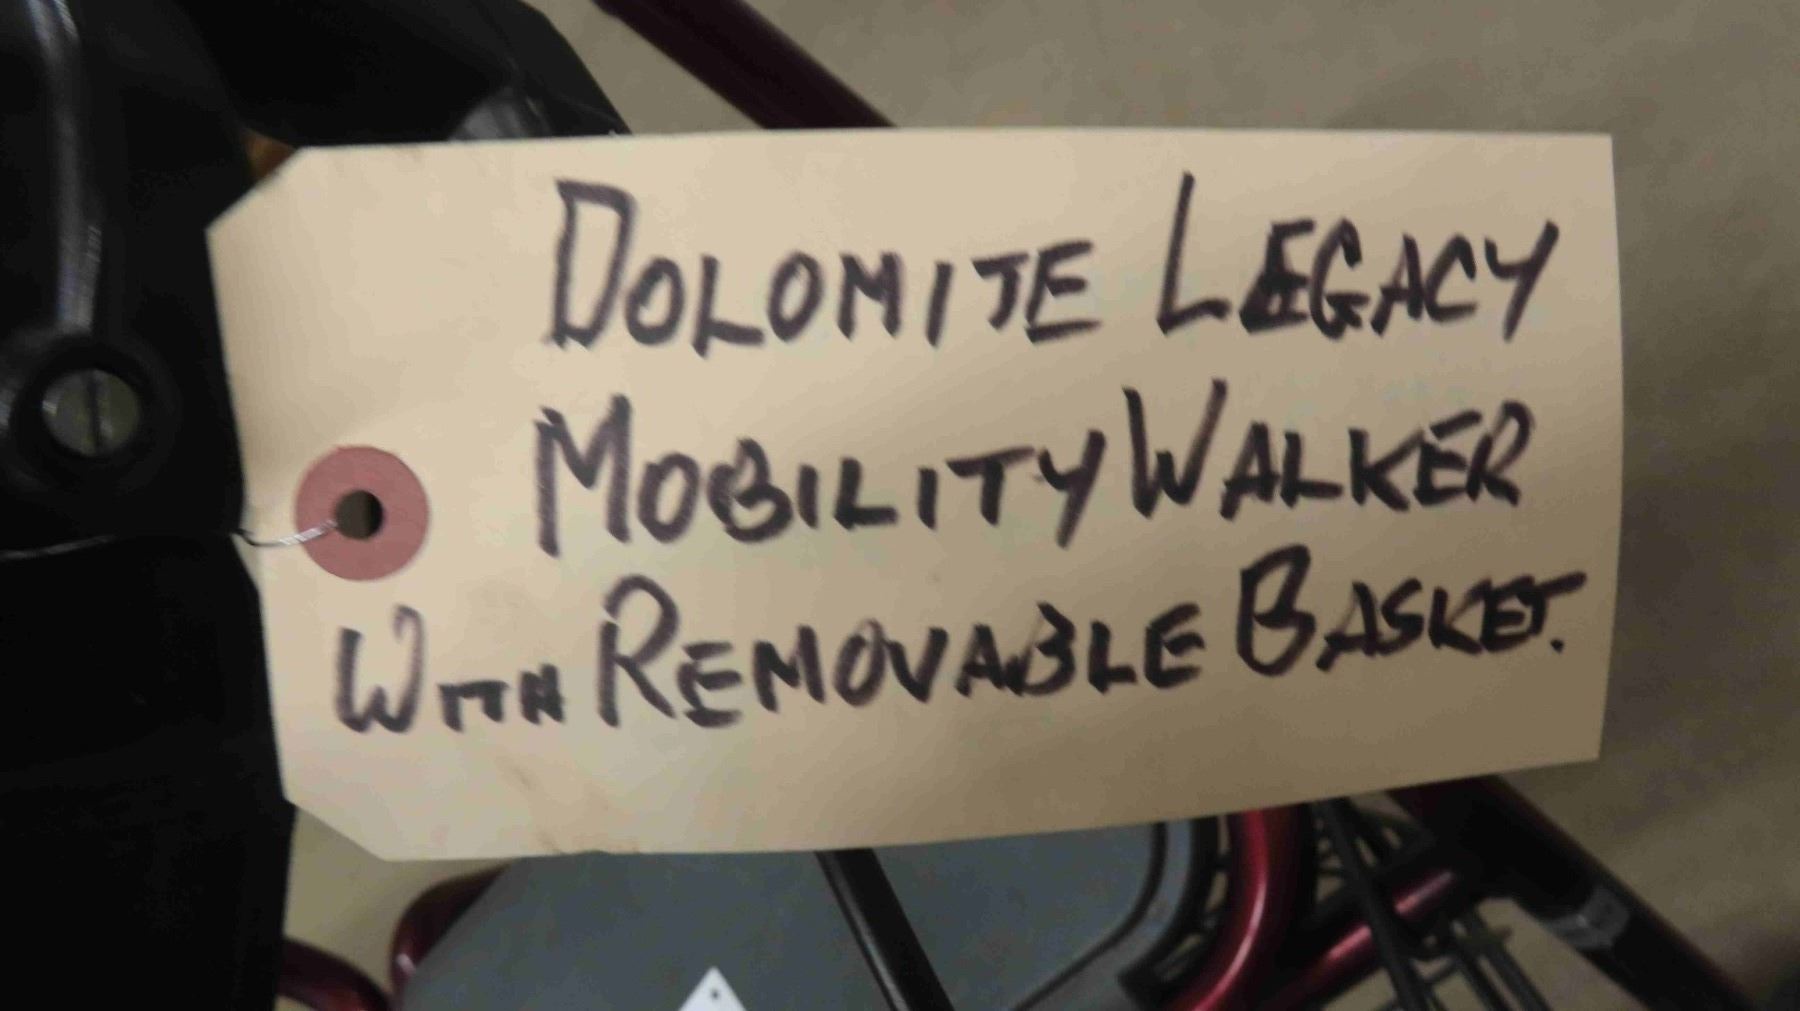 DOLOMITE LEGACY
MOBILITY WALKER
WITH REMOVABLE BASKET.